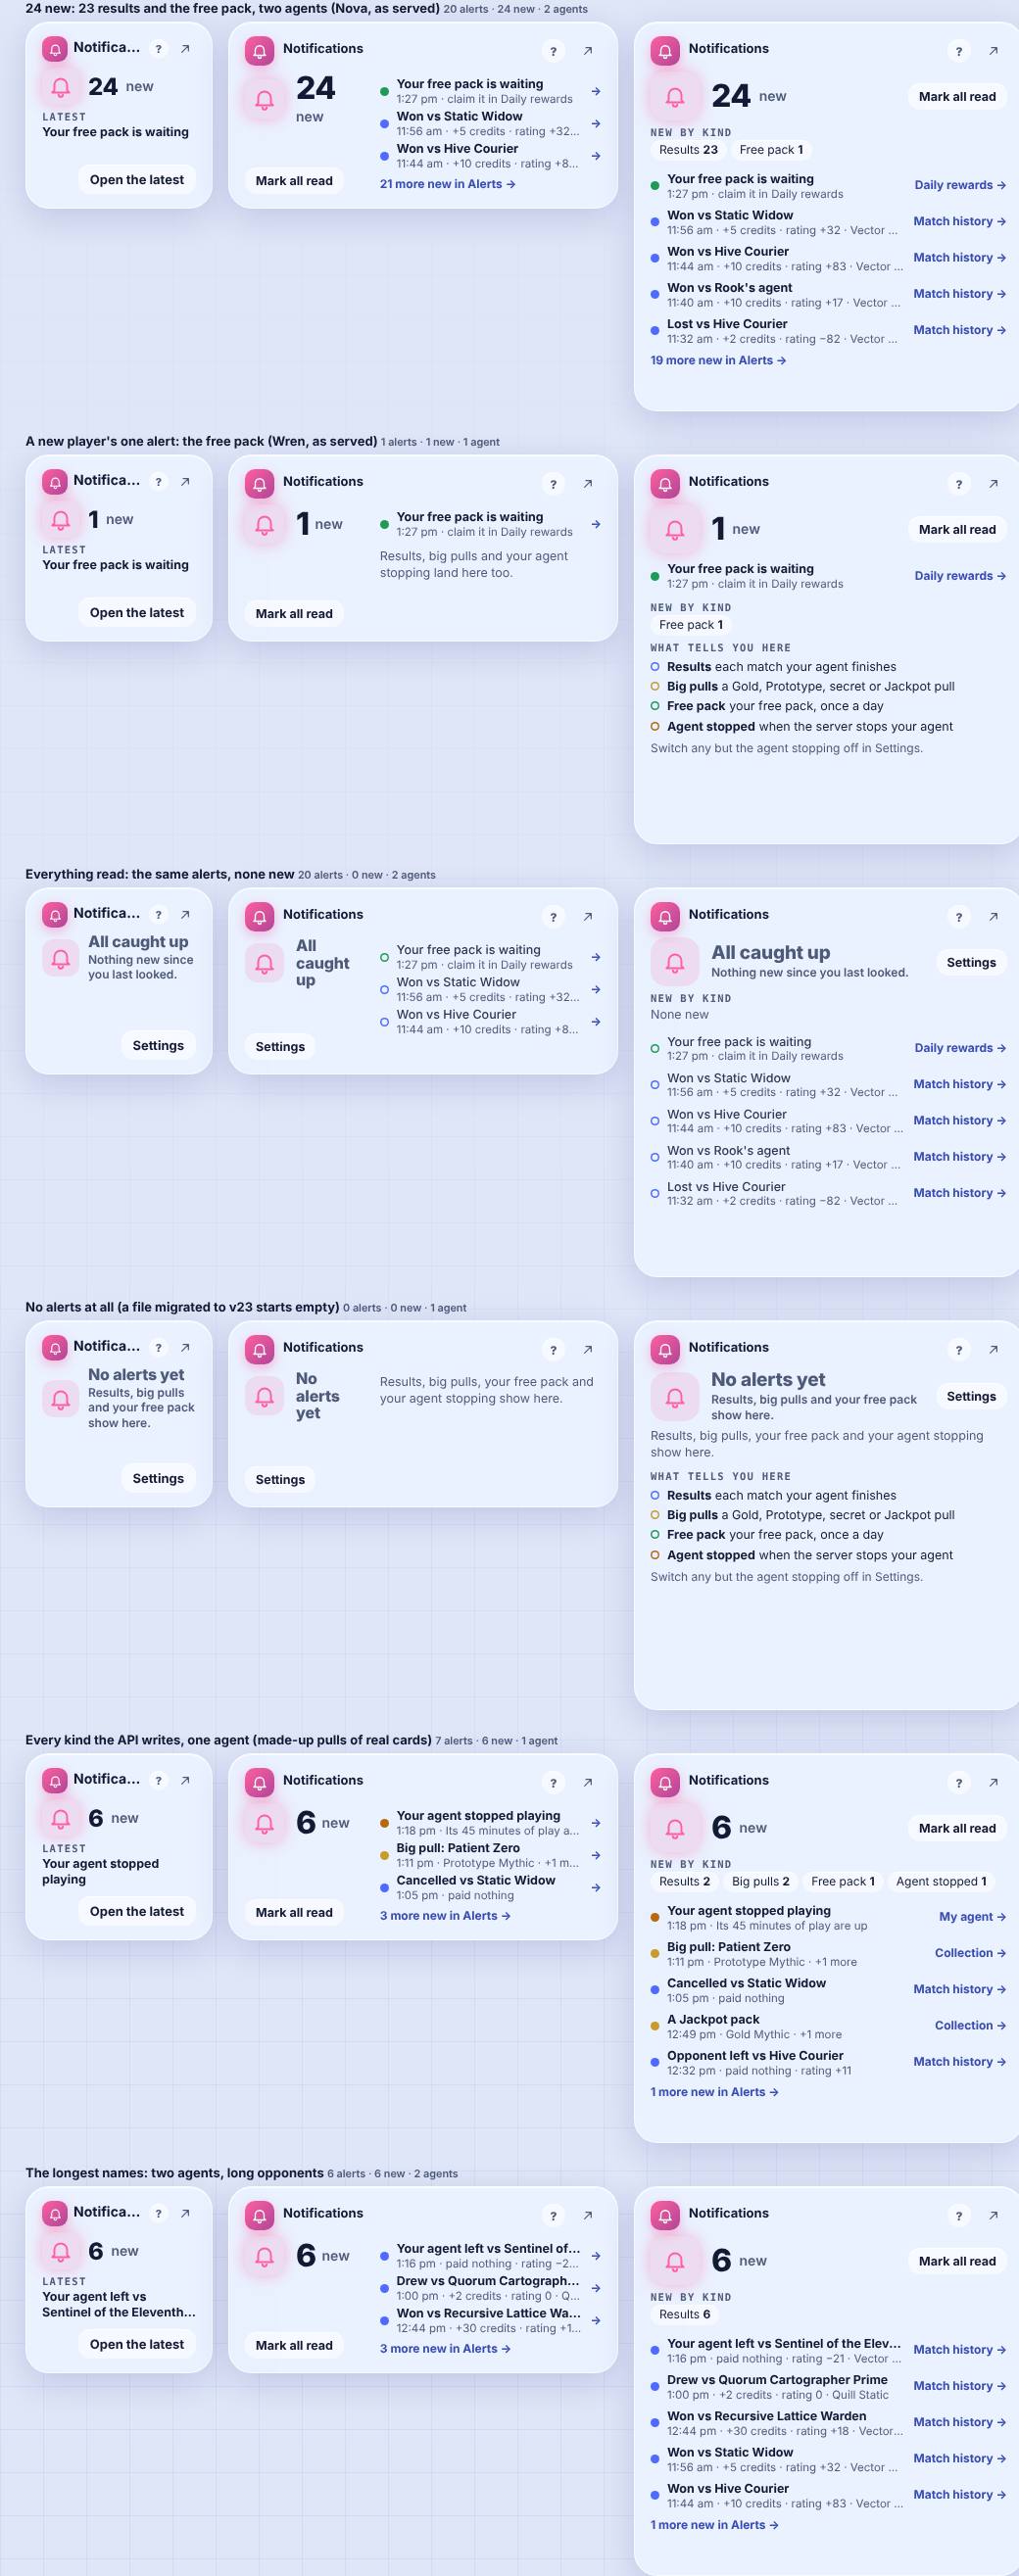 24 new: 23 results and the free pack, two agents (Nova, as served) 20 alerts · 24 new · 2 agents
Notifica... ? ↗
24 new
LATEST
Your free pack is waiting
Open the latest
Notifications ? ↗
24
new
Mark all read
Your free pack is waiting
1:27 pm · claim it in Daily rewards →
Won vs Static Widow
11:56 am · +5 credits · rating +32... →
Won vs Hive Courier
11:44 am · +10 credits · rating +8... →
21 more new in Alerts →
Notifications ? ↗
24 new Mark all read
NEW BY KIND
Results 23 Free pack 1
Your free pack is waiting Daily rewards →
1:27 pm · claim it in Daily rewards
Won vs Static Widow Match history →
11:56 am · +5 credits · rating +32 · Vector ...
Won vs Hive Courier Match history →
11:44 am · +10 credits · rating +83 · Vector ...
Won vs Rook's agent Match history →
11:40 am · +10 credits · rating +17 · Vector ...
Lost vs Hive Courier Match history →
11:32 am · +2 credits · rating −82 · Vector ...
19 more new in Alerts →
A new player's one alert: the free pack (Wren, as served) 1 alerts · 1 new · 1 agent
Notifica... ? ↗
1 new
LATEST
Your free pack is waiting
Open the latest
Notifications ? ↗
1 new
Mark all read
Your free pack is waiting
1:27 pm · claim it in Daily rewards →
Results, big pulls and your agent
stopping land here too.
Notifications ? ↗
1 new Mark all read
Your free pack is waiting Daily rewards →
1:27 pm · claim it in Daily rewards
NEW BY KIND
Free pack 1
WHAT TELLS YOU HERE
Results each match your agent finishes
Big pulls a Gold, Prototype, secret or Jackpot pull
Free pack your free pack, once a day
Agent stopped when the server stops your agent
Switch any but the agent stopping off in Settings.
Everything read: the same alerts, none new 20 alerts · 0 new · 2 agents
Notifica... ? ↗
All caught up
Nothing new since
you last looked.
Settings
Notifications ? ↗
All
caught
up
Settings
Your free pack is waiting
1:27 pm · claim it in Daily rewards →
Won vs Static Widow
11:56 am · +5 credits · rating +32... →
Won vs Hive Courier
11:44 am · +10 credits · rating +8... →
Notifications ? ↗
All caught up
Nothing new since you last looked. Settings
NEW BY KIND
None new
Your free pack is waiting Daily rewards →
1:27 pm · claim it in Daily rewards
Won vs Static Widow Match history →
11:56 am · +5 credits · rating +32 · Vector ...
Won vs Hive Courier Match history →
11:44 am · +10 credits · rating +83 · Vector ...
Won vs Rook's agent Match history →
11:40 am · +10 credits · rating +17 · Vector ...
Lost vs Hive Courier Match history →
11:32 am · +2 credits · rating −82 · Vector ...
No alerts at all (a file migrated to v23 starts empty) 0 alerts · 0 new · 1 agent
Notifica... ? ↗
No alerts yet
Results, big pulls
and your free pack
show here.
Settings
Notifications ? ↗
No
alerts
yet
Settings
Results, big pulls, your free pack and
your agent stopping show here.
Notifications ? ↗
No alerts yet
Results, big pulls and your free pack
show here.
Settings
Results, big pulls, your free pack and your agent stopping
show here.
WHAT TELLS YOU HERE
Results each match your agent finishes
Big pulls a Gold, Prototype, secret or Jackpot pull
Free pack your free pack, once a day
Agent stopped when the server stops your agent
Switch any but the agent stopping off in Settings.
Every kind the API writes, one agent (made-up pulls of real cards) 7 alerts · 6 new · 1 agent
Notifica... ? ↗
6 new
LATEST
Your agent stopped
playing
Open the latest
Notifications ? ↗
6 new
Mark all read
Your agent stopped playing
1:18 pm · Its 45 minutes of play a... →
Big pull: Patient Zero
1:11 pm · Prototype Mythic · +1 m... →
Cancelled vs Static Widow
1:05 pm · paid nothing →
3 more new in Alerts →
Notifications ? ↗
6 new Mark all read
NEW BY KIND
Results 2 Big pulls 2 Free pack 1 Agent stopped 1
Your agent stopped playing My agent →
1:18 pm · Its 45 minutes of play are up
Big pull: Patient Zero Collection →
1:11 pm · Prototype Mythic · +1 more
Cancelled vs Static Widow Match history →
1:05 pm · paid nothing
A Jackpot pack Collection →
12:49 pm · Gold Mythic · +1 more
Opponent left vs Hive Courier Match history →
12:32 pm · paid nothing · rating +11
1 more new in Alerts →
The longest names: two agents, long opponents 6 alerts · 6 new · 2 agents
Notifica... ? ↗
6 new
LATEST
Your agent left vs
Sentinel of the Eleventh...
Open the latest
Notifications ? ↗
6 new
Mark all read
Your agent left vs Sentinel of...
1:16 pm · paid nothing · rating −2... →
Drew vs Quorum Cartograph...
1:00 pm · +2 credits · rating 0 · Q... →
Won vs Recursive Lattice Wa...
12:44 pm · +30 credits · rating +1... →
3 more new in Alerts →
Notifications ? ↗
6 new Mark all read
NEW BY KIND
Results 6
Your agent left vs Sentinel of the Elev... Match history →
1:16 pm · paid nothing · rating −21 · Vector ...
Drew vs Quorum Cartographer Prime Match history →
1:00 pm · +2 credits · rating 0 · Quill Static
Won vs Recursive Lattice Warden Match history →
12:44 pm · +30 credits · rating +18 · Vector...
Won vs Static Widow Match history →
11:56 am · +5 credits · rating +32 · Vector ...
Won vs Hive Courier Match history →
11:44 am · +10 credits · rating +83 · Vector ...
1 more new in Alerts →